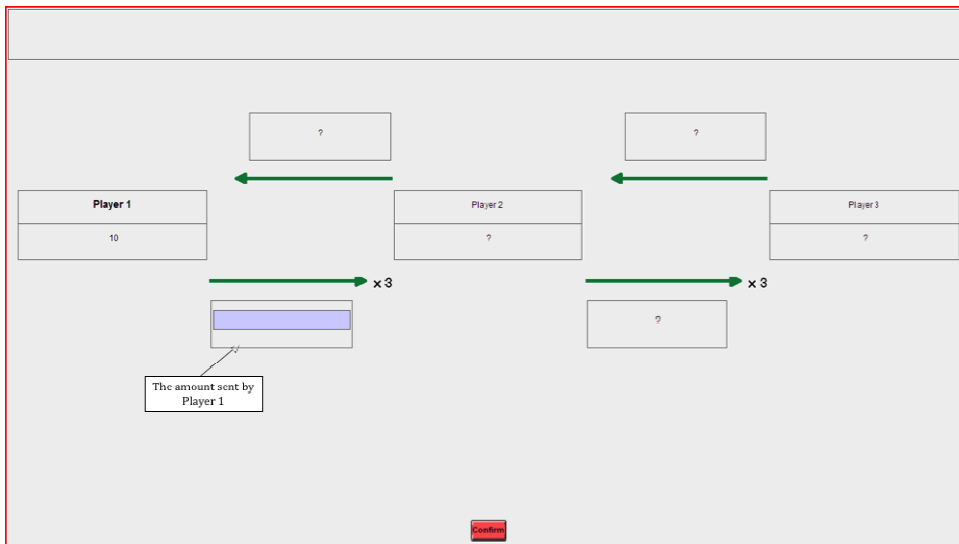 ?
?
Player 1
Player 2
Player 3
10
?
?
x 3
x 3
?
The amount sent by
Player 1
Confirm